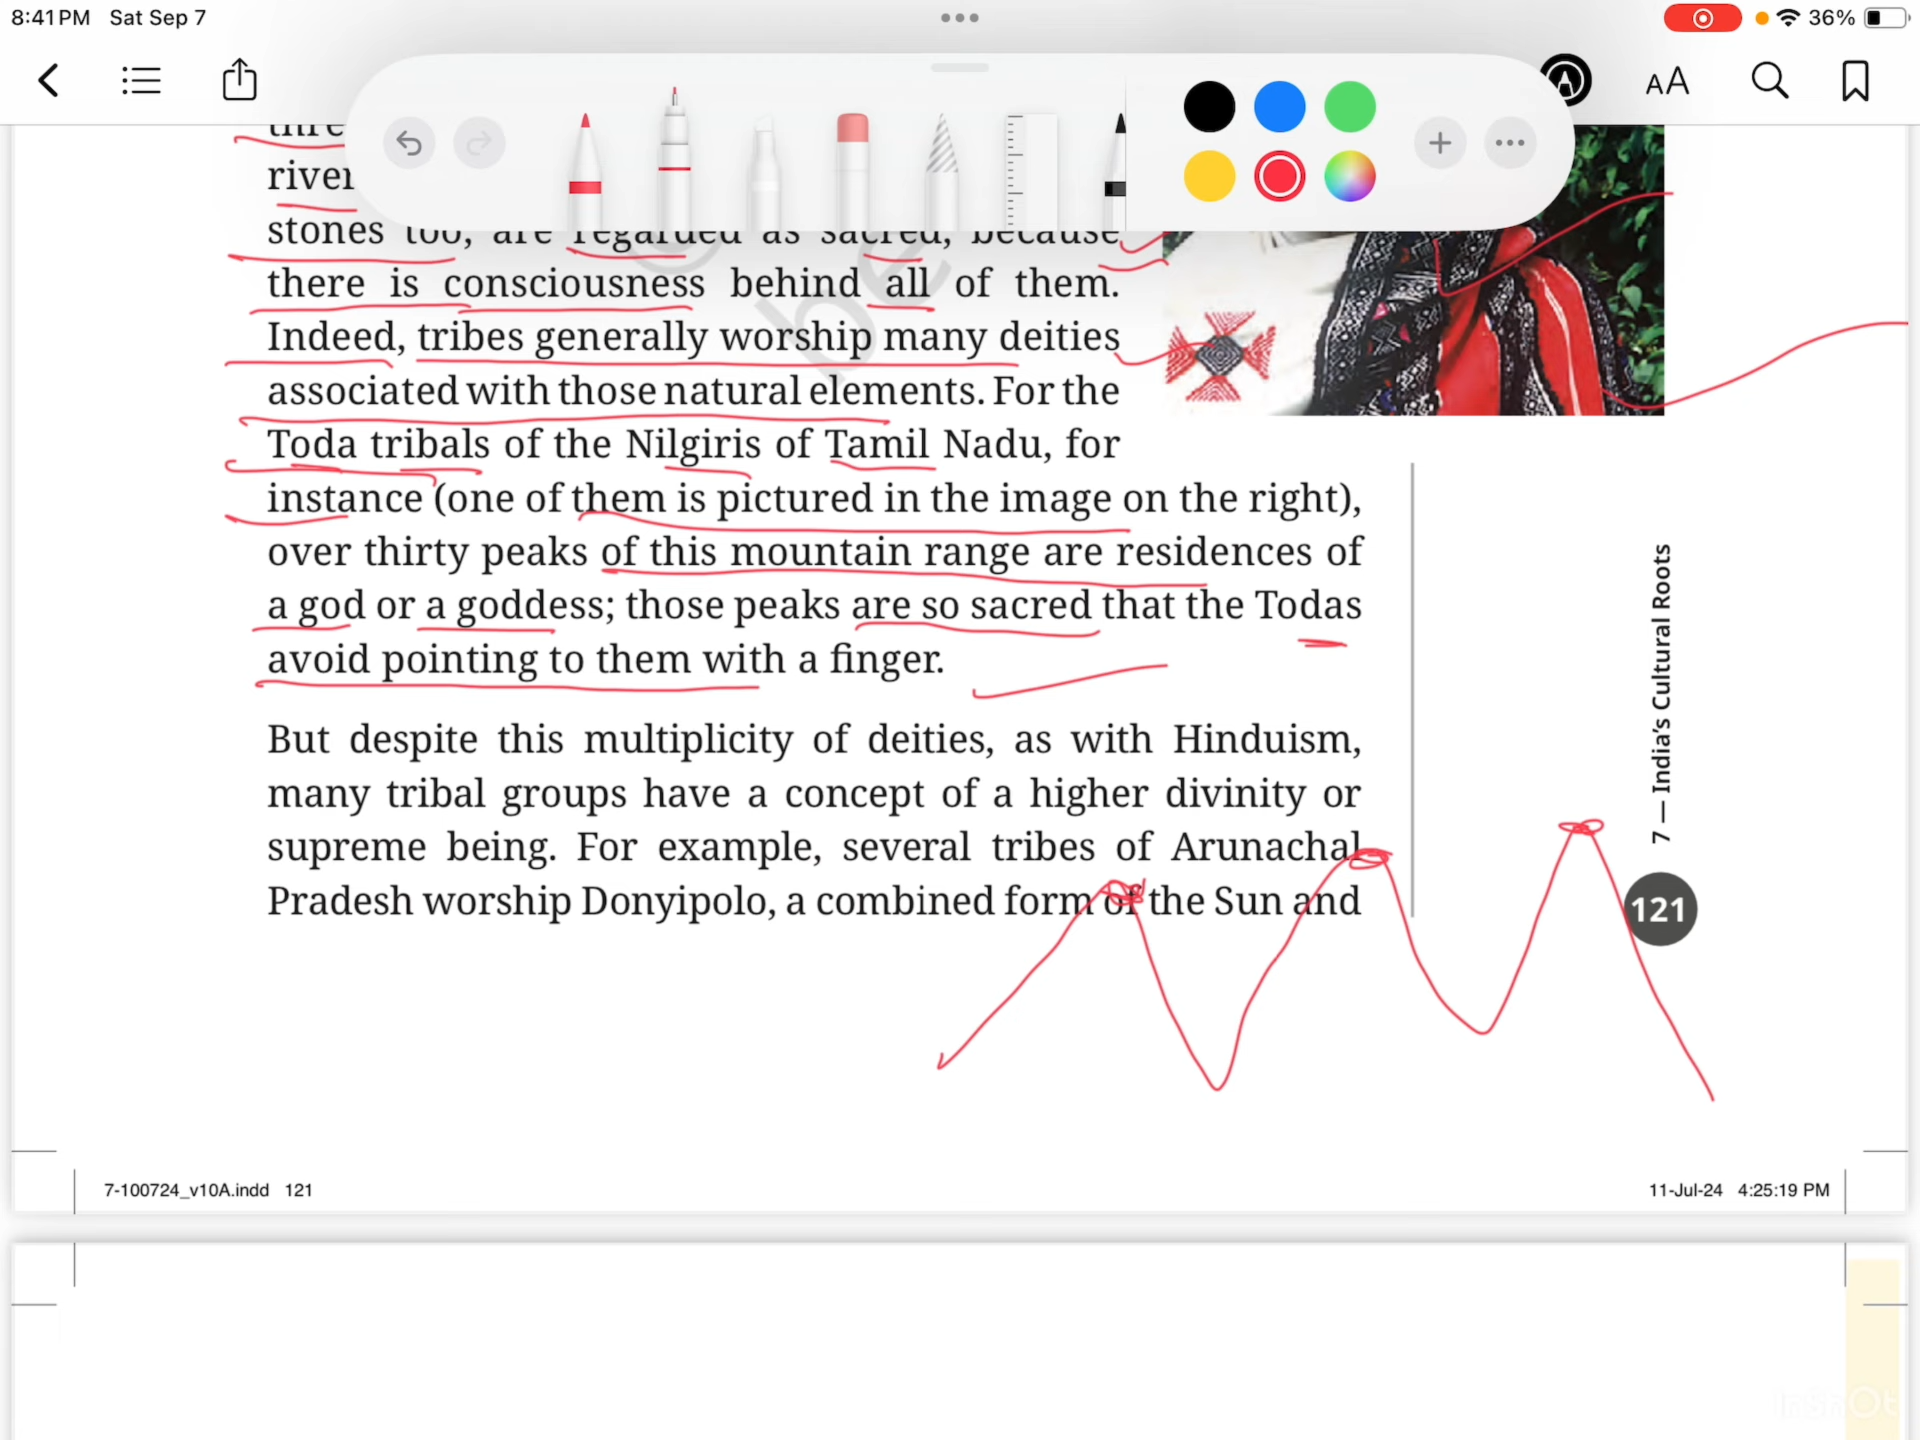 8:41 PM Sat Sep 7
36%
AA
river
stones too, are regarded as sacred, because
there is consciousness behind all of them.
Indeed, tribes generally worship many deities
associated with those natural elements. For the
Toda tribals of the Nilgiris of Tamil Nadu, for
instance (one of them is pictured in the image on the right),
over thirty peaks of this mountain range are residences of
a god or a goddess; those peaks are so sacred that the Todas
avoid pointing to them with a finger.
But despite this multiplicity of deities, as with Hinduism,
many tribal groups have a concept of a higher divinity or
supreme being. For example, several tribes of Arunachal
Pradesh worship Donyipolo, a combined form of the Sun and
7 — India's Cultural Roots
121
7-100724_v10A.indd 121
11-Jul-24 4:25:19 PM
be
InShOt